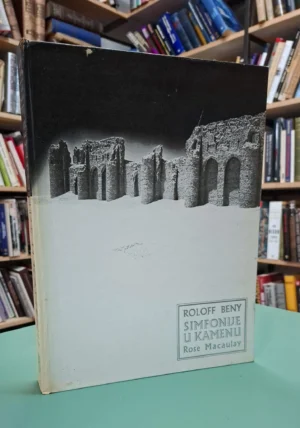 ROLOFF BENY
SIMFONIJE
U KAMENU
Rose Macaulay